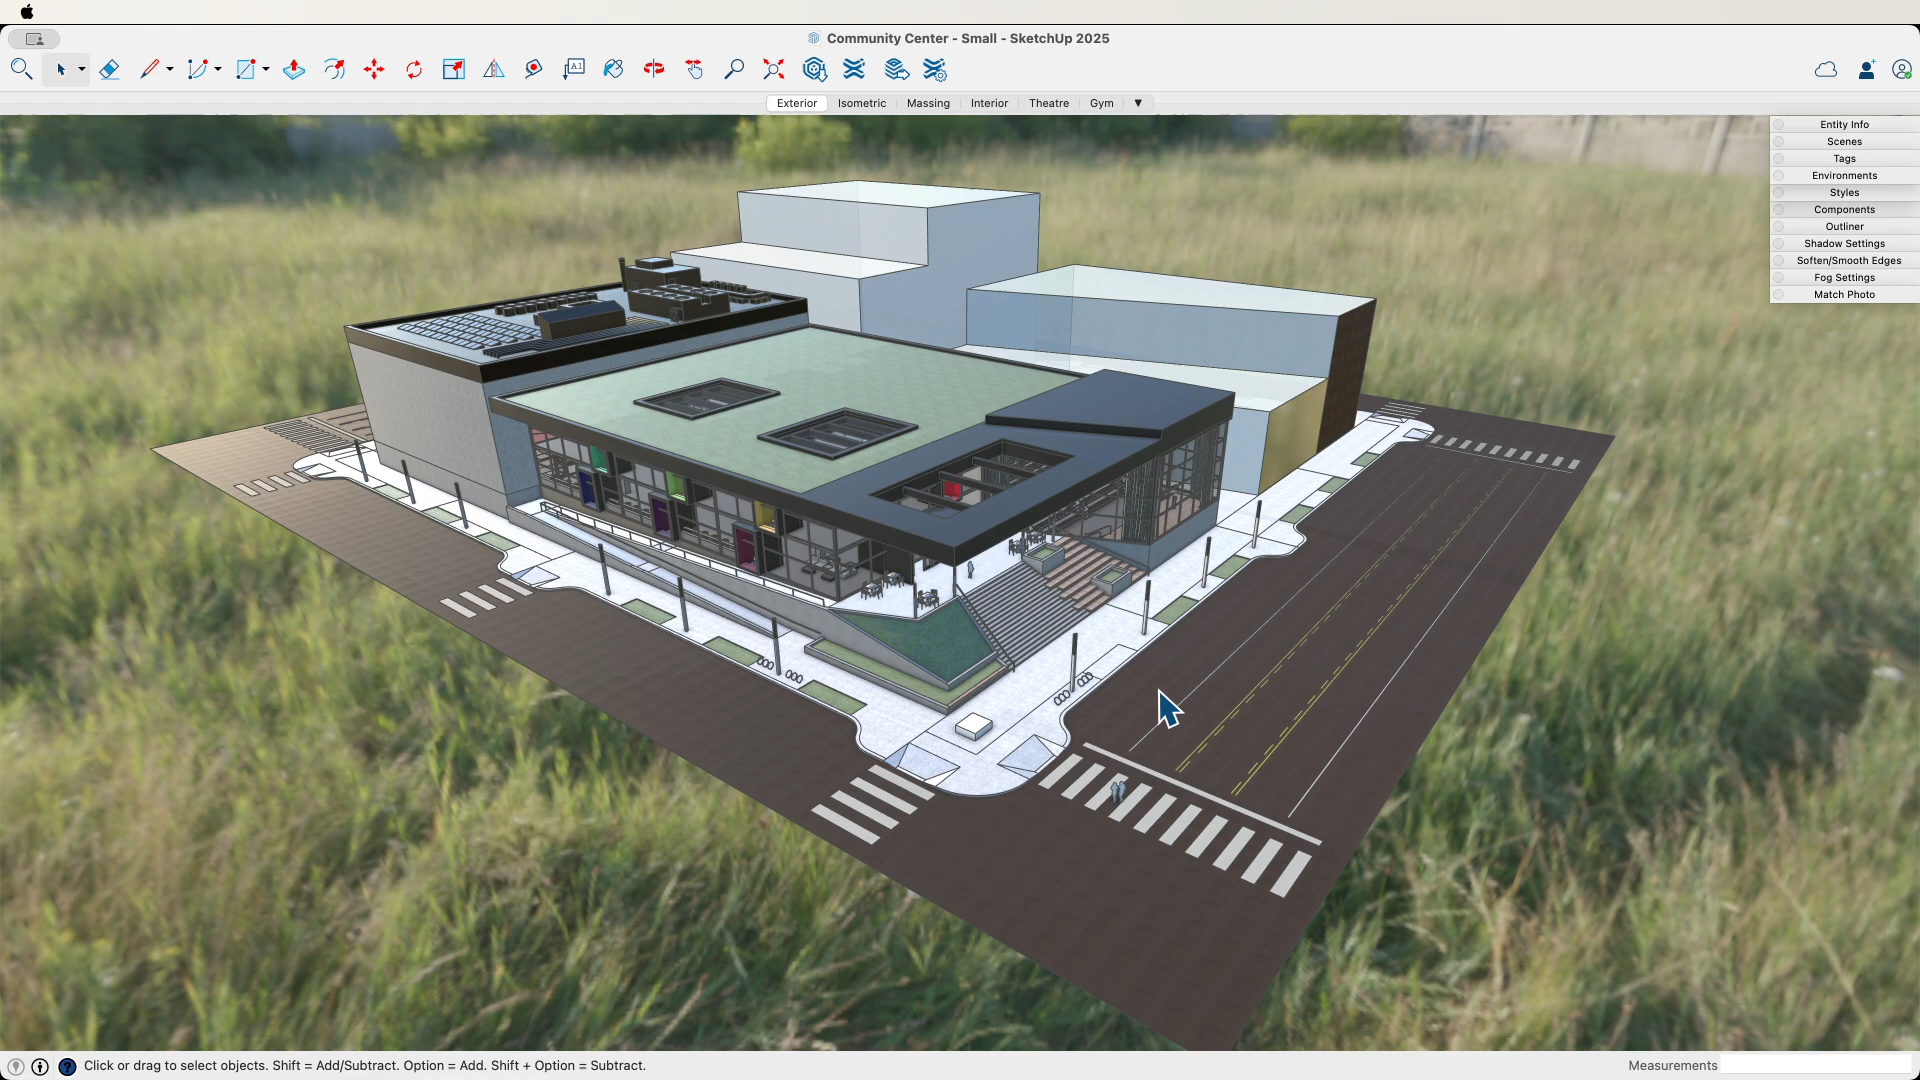 Community Center - Small - SketchUp 2025
A1
Exterior
Isometric
Massing
Interior
Theatre
Gym
Entity Info
Scenes
Tags
Environments
Styles
Components
Outliner
Shadow Settings
Soften/Smooth Edges
Fog Settings
Match Photo
Click or drag to select objects. Shift = Add/Subtract. Option = Add. Shift + Option = Subtract.
Measurements